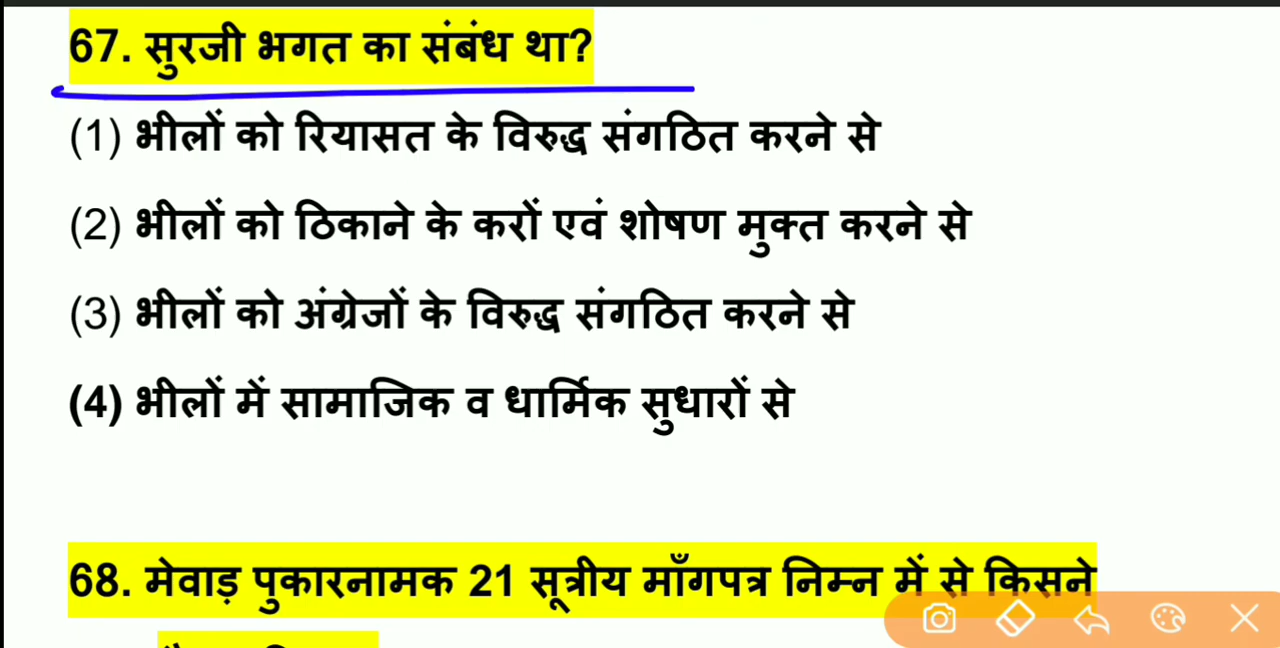 67. सुरजी भगत का संबंध था?
(1) भीलों को रियासत के विरुद्ध संगठित करने से
(2) भीलों को ठिकाने के करों एवं शोषण मुक्त करने से
(3) भीलों को अंग्रेजों के विरुद्ध संगठित करने से
(4) भीलों में सामाजिक व धार्मिक सुधारों से
68. मेवाड़ पुकारनामक 21 सूत्रीय माँगपत्र निम्न में से किसने